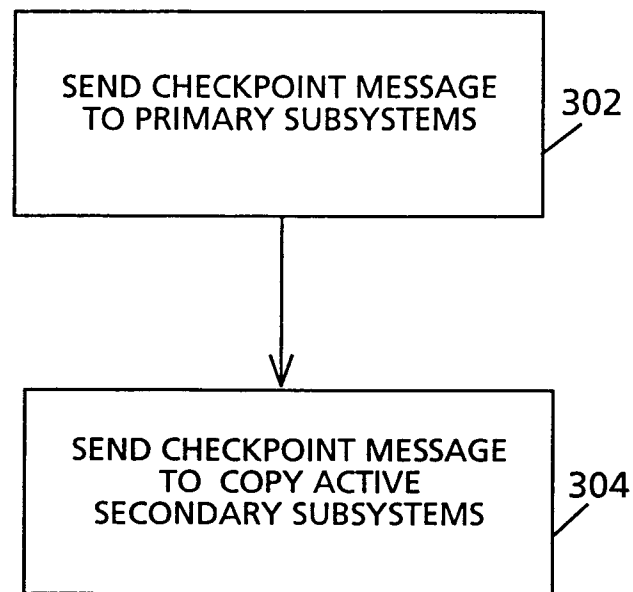 SEND CHECKPOINT MESSAGE
TO PRIMARY SUBSYSTEMS
302
SEND CHECKPOINT MESSAGE
TO COPY ACTIVE
SECONDARY SUBSYSTEMS
304